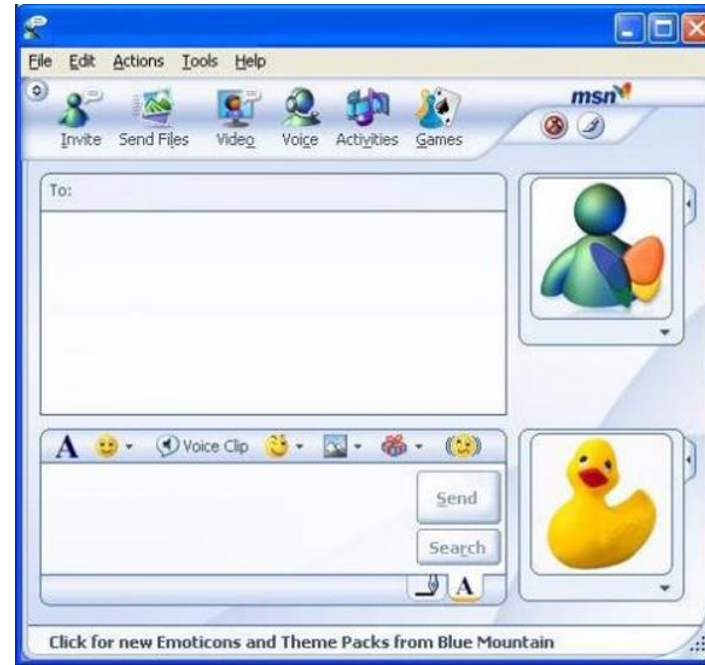 File Edit Actions Tools Help
msn
Invite Send Files Video Voice Activities Games
To:
A Voice Clip
Send
Search
A
Click for new Emoticons and Theme Packs from Blue Mountain